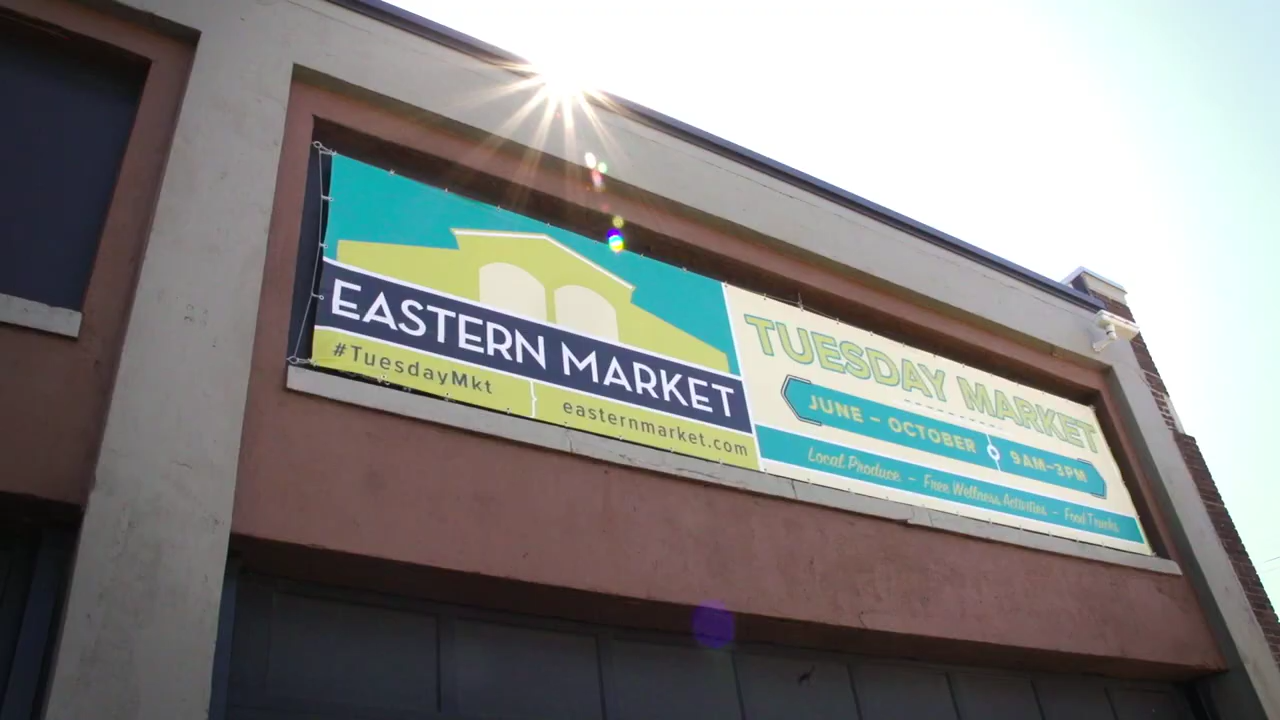 EASTERN MARKET
#TuesdayMkt
easternmarket.com
TUESDAY MARKET
JUNE – OCTOBER 9AM–3PM
Local Produce – Free Wellness Activities – Food Trucks